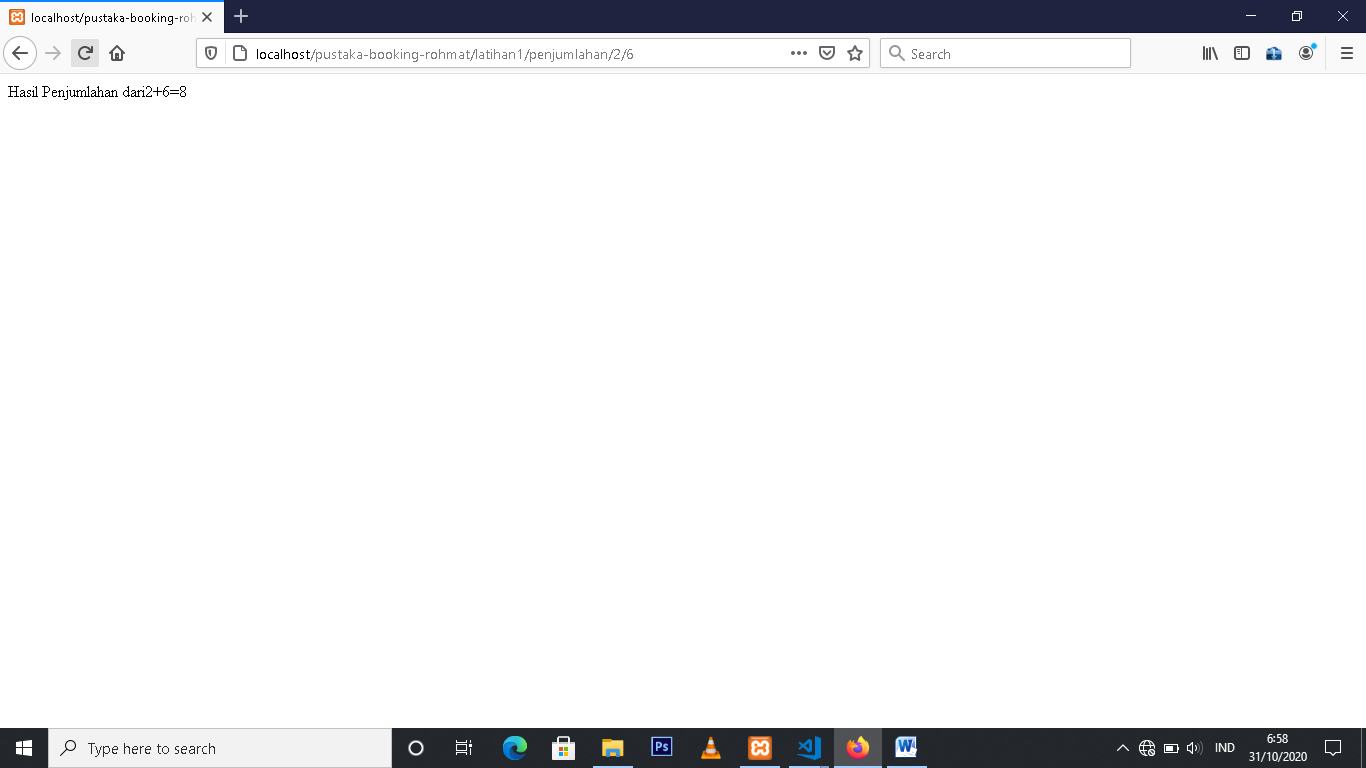 localhost/pustaka-booking-roh
localhost/pustaka-booking-rohmat/latihan1/penjumlahan/2/6
Search
Hasil Penjumlahan dari2+6=8
Type here to search
Ps
W
IND
6:58
31/10/2020